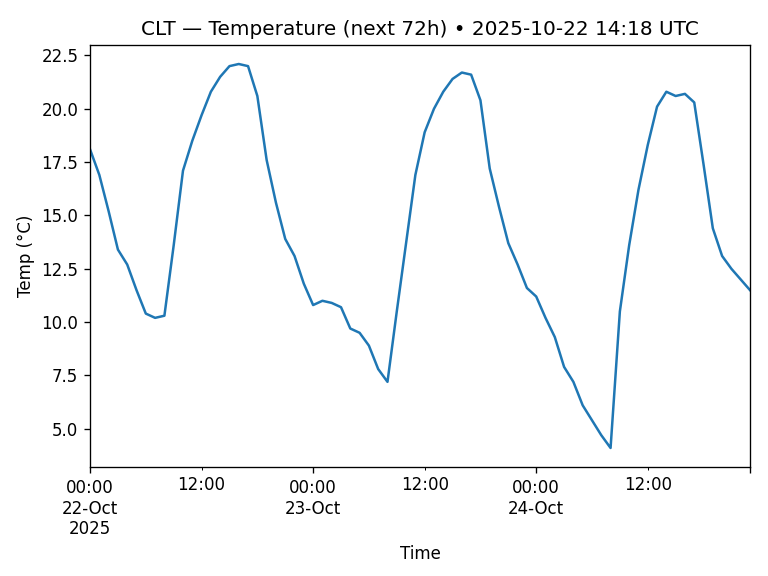 CLT — Temperature (next 72h) • 2025-10-22 14:18 UTC
Temp (°C)
22.5
20.0
17.5
15.0
12.5
10.0
7.5
5.0
00:00 12:00 00:00 12:00 00:00 12:00
22-Oct 23-Oct 24-Oct
2025
Time